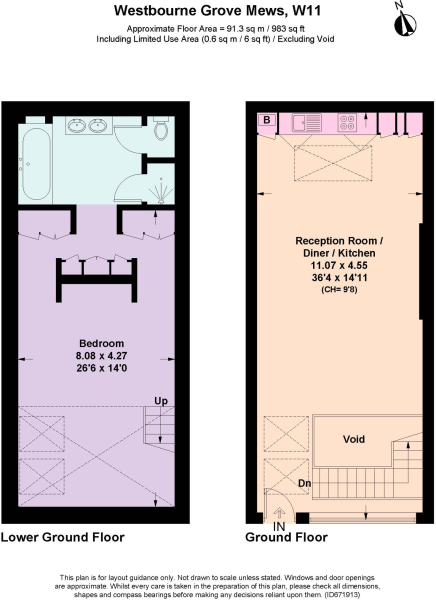 Westbourne Grove Mews, W11
Approximate Floor Area = 91.3 sq m / 983 sq ft
Including Limited Use Area (0.6 sq m / 6 sq ft) / Excluding Void
N
B
Reception Room /
Diner / Kitchen
11.07 x 4.55
36'4 x 14'11
(CH= 9'8)
Bedroom
8.08 x 4.27
26'6 x 14'0
Up
Void
Dn
IN
Lower Ground Floor
Ground Floor
This plan is for layout guidance only. Not drawn to scale unless stated. Windows and door openings
are approximate. Whilst every care is taken in the preparation of this plan, please check all dimensions,
shapes and compass bearings before making any decisions reliant upon them. (ID671913)